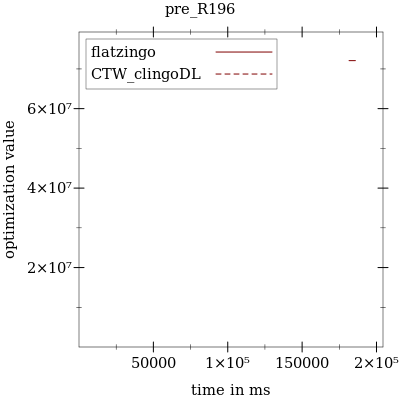 pre_R196
flatzingo
CTW_clingoDL
6×10⁷
4×10⁷
2×10⁷
optimization value
50000
1×10⁵
150000
2×10⁵
time in ms